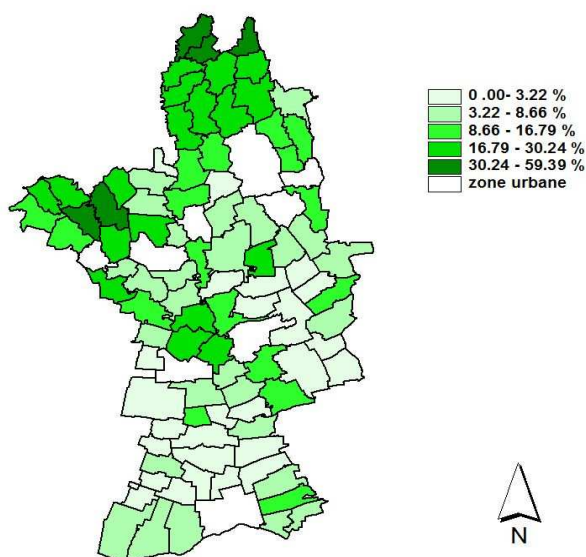 0 .00- 3.22 %
3.22 - 8.66 %
8.66 - 16.79 %
16.79 - 30.24 %
30.24 - 59.39 %
zone urbane
N